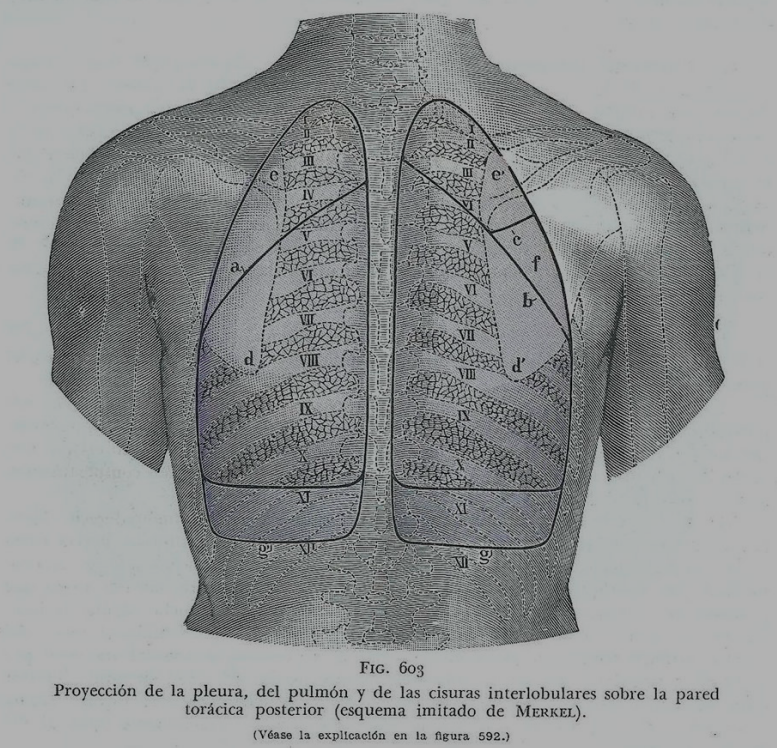 I I
II II
e III III e'
IV VI
c
V V
a f
VI VI
b
VII VII
d VIII VIII d'
IX IX
X X
XI XI
g XII XII g
FIG. 603
Proyección de la pleura, del pulmón y de las cisuras interlobulares sobre la pared
torácica posterior (esquema imitado de MERKEL).
(Véase la explicación en la figura 592.)